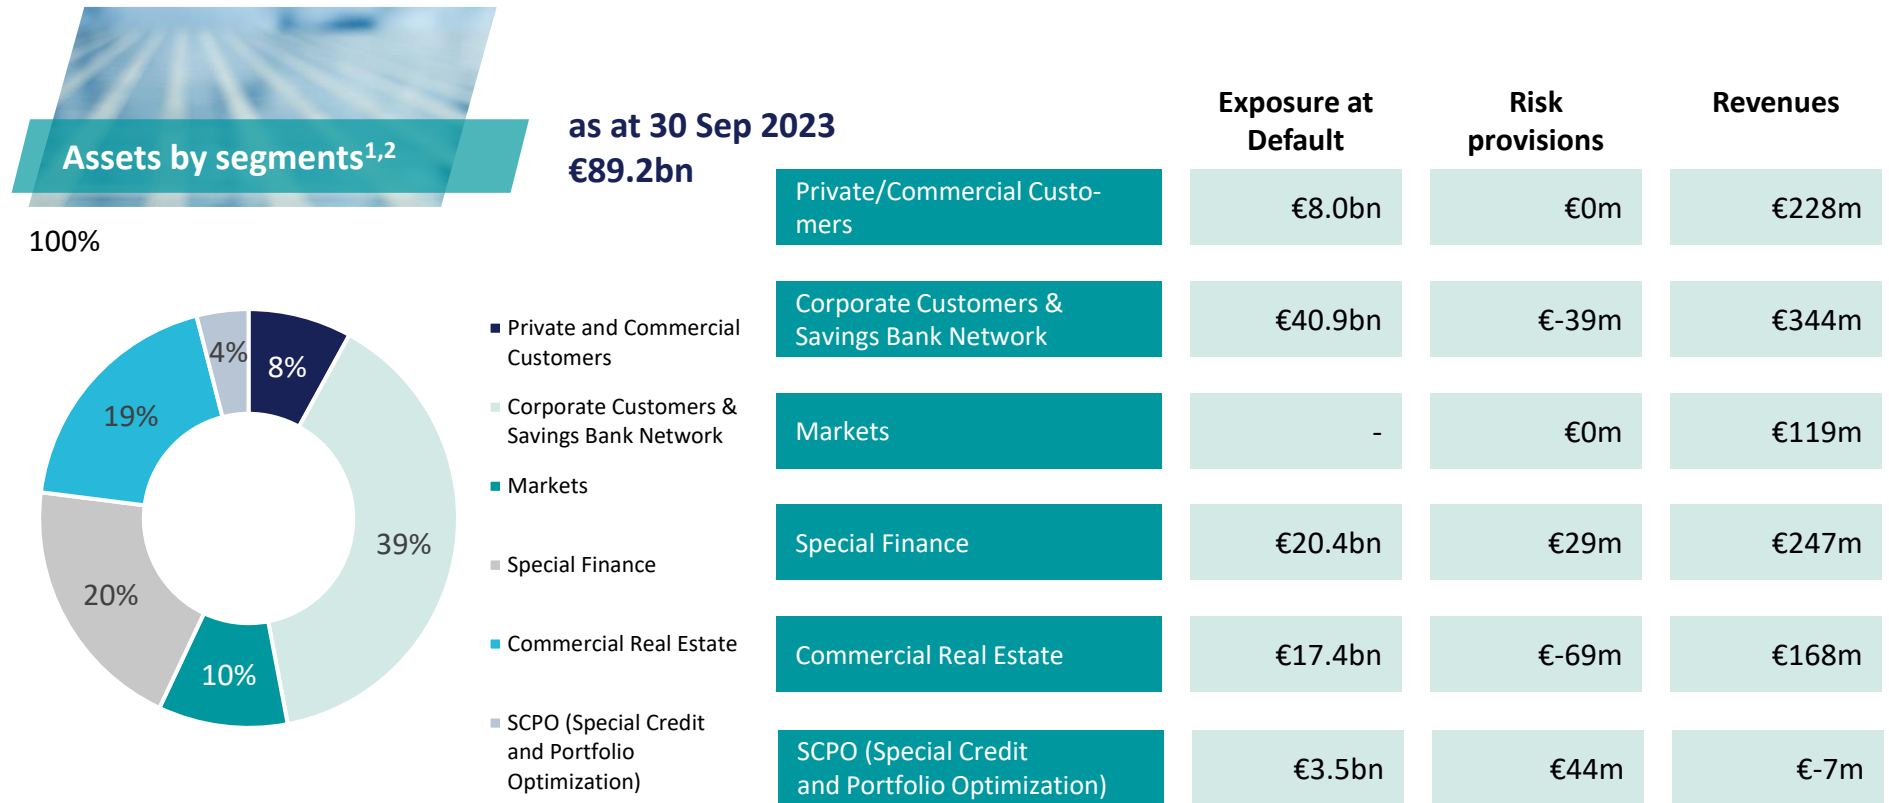 Assets by segments1,2
as at 30 Sep 2023
€89.2bn
100%
8%
39%
10%
20%
19%
4%
Private and Commercial
Customers
Corporate Customers &
Savings Bank Network
Markets
Special Finance
Commercial Real Estate
SCPO (Special Credit
and Portfolio
Optimization)
Exposure at
Default
Risk
provisions
Revenues
Private/Commercial Custo-
mers
€8.0bn
€0m
€228m
Corporate Customers &
Savings Bank Network
€40.9bn
€-39m
€344m
Markets
-
€0m
€119m
Special Finance
€20.4bn
€29m
€247m
Commercial Real Estate
€17.4bn
€-69m
€168m
SCPO (Special Credit
and Portfolio Optimization)
€3.5bn
€44m
€-7m